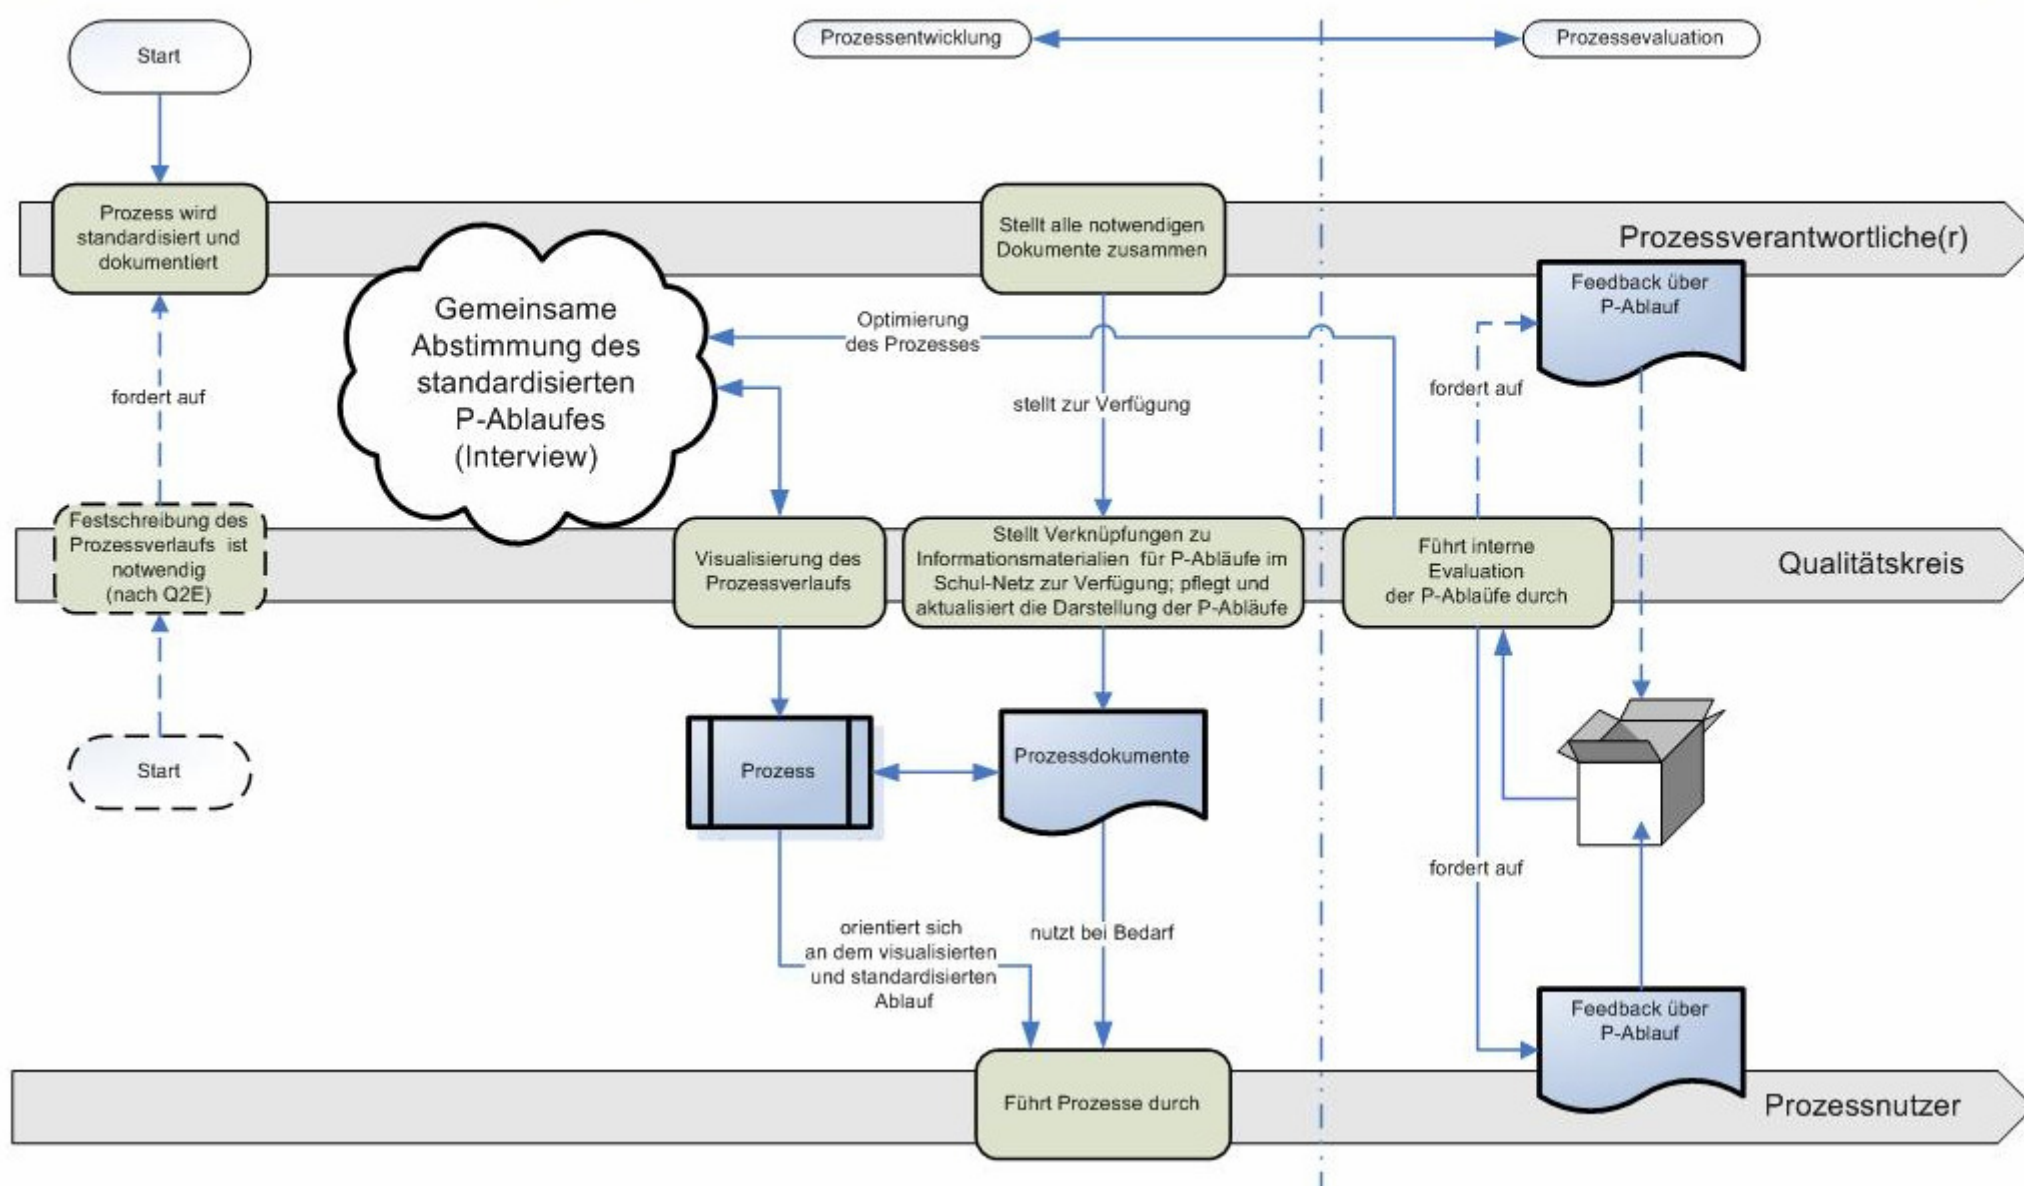 Start
Prozessentwicklung
Prozessevaluation
Prozess wird
standardisiert und
dokumentiert
Stellt alle notwendigen
Dokumente zusammen
Prozessverantwortliche(r)
Feedback über
P-Ablauf
Gemeinsame
Abstimmung des
standardisierten
P-Ablaufes
(Interview)
Optimierung
des Prozesses
fordert auf
stellt zur Verfügung
fordert auf
Festschreibung des
Prozessverlaufs ist
notwendig
(nach Q2E)
Visualisierung des
Prozessverlaufs
Stellt Verknüpfungen zu
Informationsmaterialien für P-Abläufe im
Schul-Netz zur Verfügung; pflegt und
aktualisiert die Darstellung der P-Abläufe
Führt interne
Evaluation
der P-Ablaüfe durch
Qualitätskreis
Start
Prozess
Prozessdokumente
fordert auf
orientiert sich
an dem visualisierten
und standardisierten
Ablauf
nutzt bei Bedarf
Feedback über
P-Ablauf
Führt Prozesse durch
Prozessnutzer